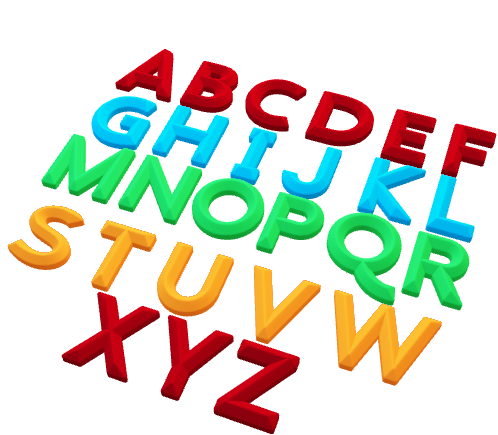 ABCDEF
GHIJKL
MNOPQR
STUVW
XYZ